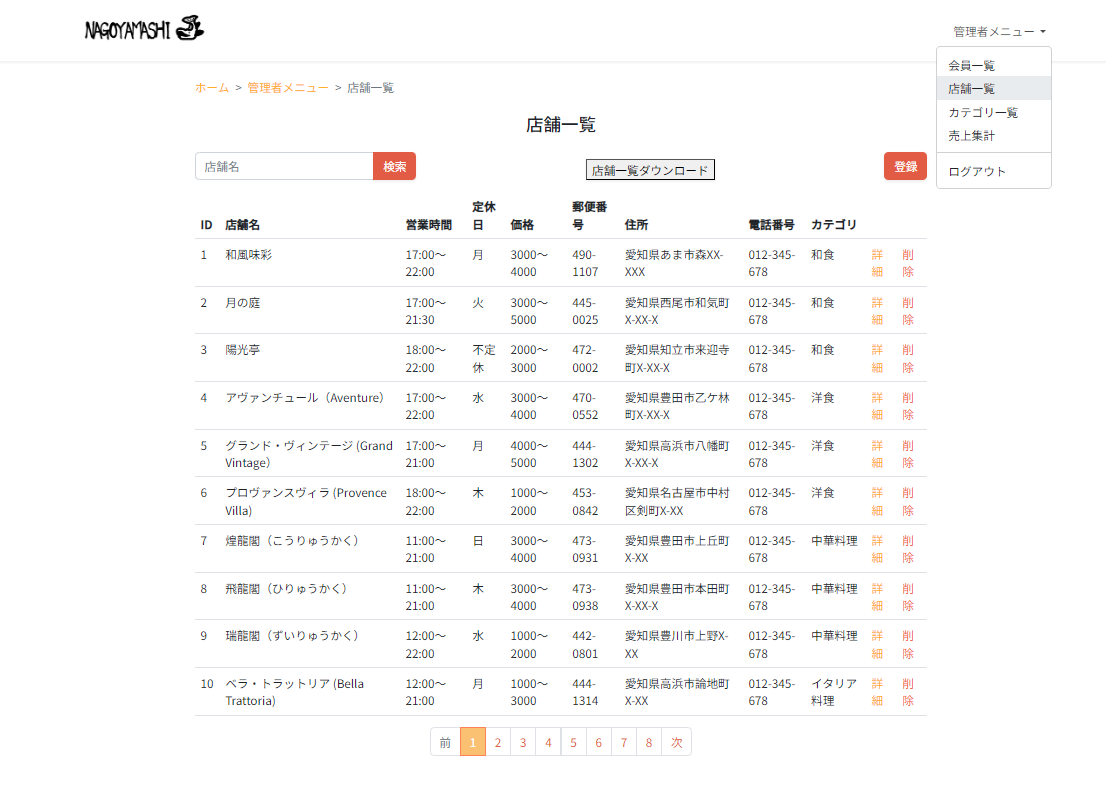 NAGOYAMASHI
管理者メニュー
会員一覧
店舗一覧
カテゴリ一覧
売上集計
ログアウト
ホーム > 管理者メニュー > 店舗一覧
店舗一覧
店舗名 検索 店舗一覧ダウンロード 登録
ID 店舗名 営業時間 定休日 価格 郵便番号 住所 電話番号 カテゴリ
1 和風味彩 17:00～22:00 月 3000～4000 490-1107 愛知県あま市森XX-XXX 012-345-678 和食 詳細 削除
2 月の庭 17:00～21:30 火 3000～5000 445-0025 愛知県西尾市和気町X-XX-X 012-345-678 和食 詳細 削除
3 陽光亭 18:00～22:00 不定休 2000～3000 472-0002 愛知県知立市来迎寺町X-XX-X 012-345-678 和食 詳細 削除
4 アヴァンチュール（Aventure） 17:00～22:00 水 3000～4000 470-0552 愛知県豊田市乙ケ林町X-XX-X 012-345-678 洋食 詳細 削除
5 グランド・ヴィンテージ (Grand Vintage） 17:00～21:00 月 4000～5000 444-1302 愛知県高浜市八幡町X-XX-X 012-345-678 洋食 詳細 削除
6 プロヴァンスヴィラ (Provence Villa) 18:00～22:00 木 1000～2000 453-0842 愛知県名古屋市中村区剣町X-XX 012-345-678 洋食 詳細 削除
7 煌龍閣（こうりゅうかく） 11:00～21:00 日 3000～4000 473-0931 愛知県豊田市上丘町X-XX 012-345-678 中華料理 詳細 削除
8 飛龍閣（ひりゅうかく） 11:00～21:00 木 3000～4000 473-0938 愛知県豊田市本田町X-XX-X 012-345-678 中華料理 詳細 削除
9 瑞龍閣（ずいりゅうかく） 12:00～22:00 水 1000～2000 442-0801 愛知県豊川市上野X-XX 012-345-678 中華料理 詳細 削除
10 ベラ・トラットリア (Bella Trattoria) 12:00～21:00 月 1000～3000 444-1314 愛知県高浜市論地町X-XX 012-345-678 イタリア料理 詳細 削除
前 1 2 3 4 5 6 7 8 次